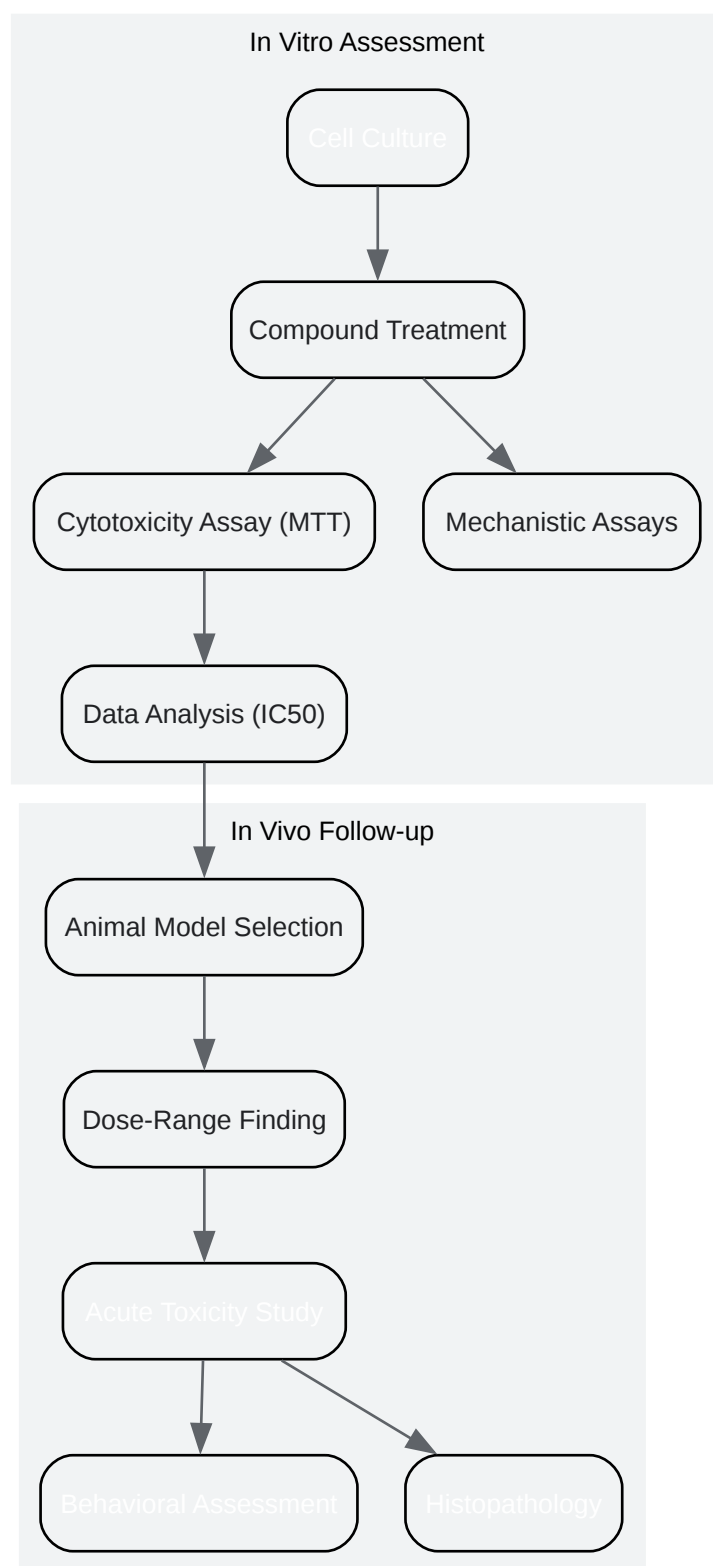 In Vitro Assessment
Cell Culture
Compound Treatment
Cytotoxicity Assay (MTT)
Mechanistic Assays
Data Analysis (IC50)
In Vivo Follow-up
Animal Model Selection
Dose-Range Finding
Acute Toxicity Study
Behavioral Assessment
Histopathology